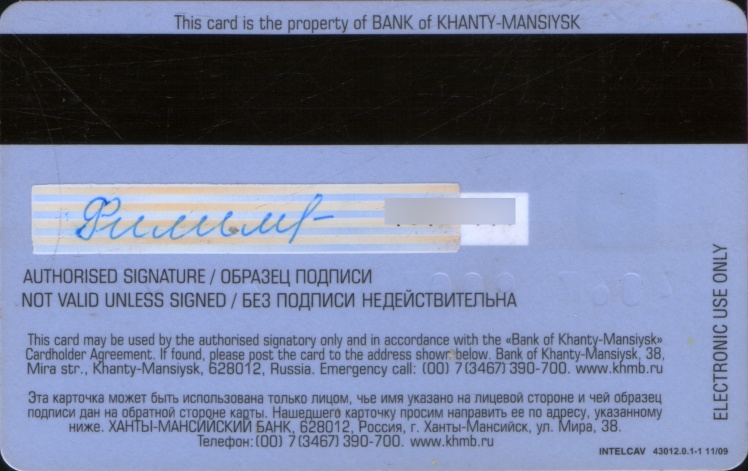 This card is the property of BANK of KHANTY-MANSIYSK
AUTHORISED SIGNATURE / ОБРАЗЕЦ ПОДПИСИ
NOT VALID UNLESS SIGNED / БЕЗ ПОДПИСИ НЕДЕЙСТВИТЕЛЬНА
This card may be used by the authorised signatory only and in accordance with the «Bank of Khanty-Mansiysk»
Cardholder Agreement. If found, please post the card to the address shown below. Bank of Khanty-Mansiysk, 38,
Mira str., Khanty-Mansiysk, 628012, Russia. Emergency call: (00) 7(3467) 390-700. www.khmb.ru
Эта карточка может быть использована только лицом, чье имя указано на лицевой стороне и чей образец
подписи дан на обратной стороне карты. Нашедшего карточку просим направить ее по адресу, указанному
ниже. ХАНТЫ-МАНСИЙСКИЙ БАНК, 628012, Россия, г. Ханты-Мансийск, ул. Мира, 38.
Телефон:(00) 7(3467) 390-700. www.khmb.ru
ELECTRONIC USE ONLY
INTELCAV 43012.0.1-1 11/09